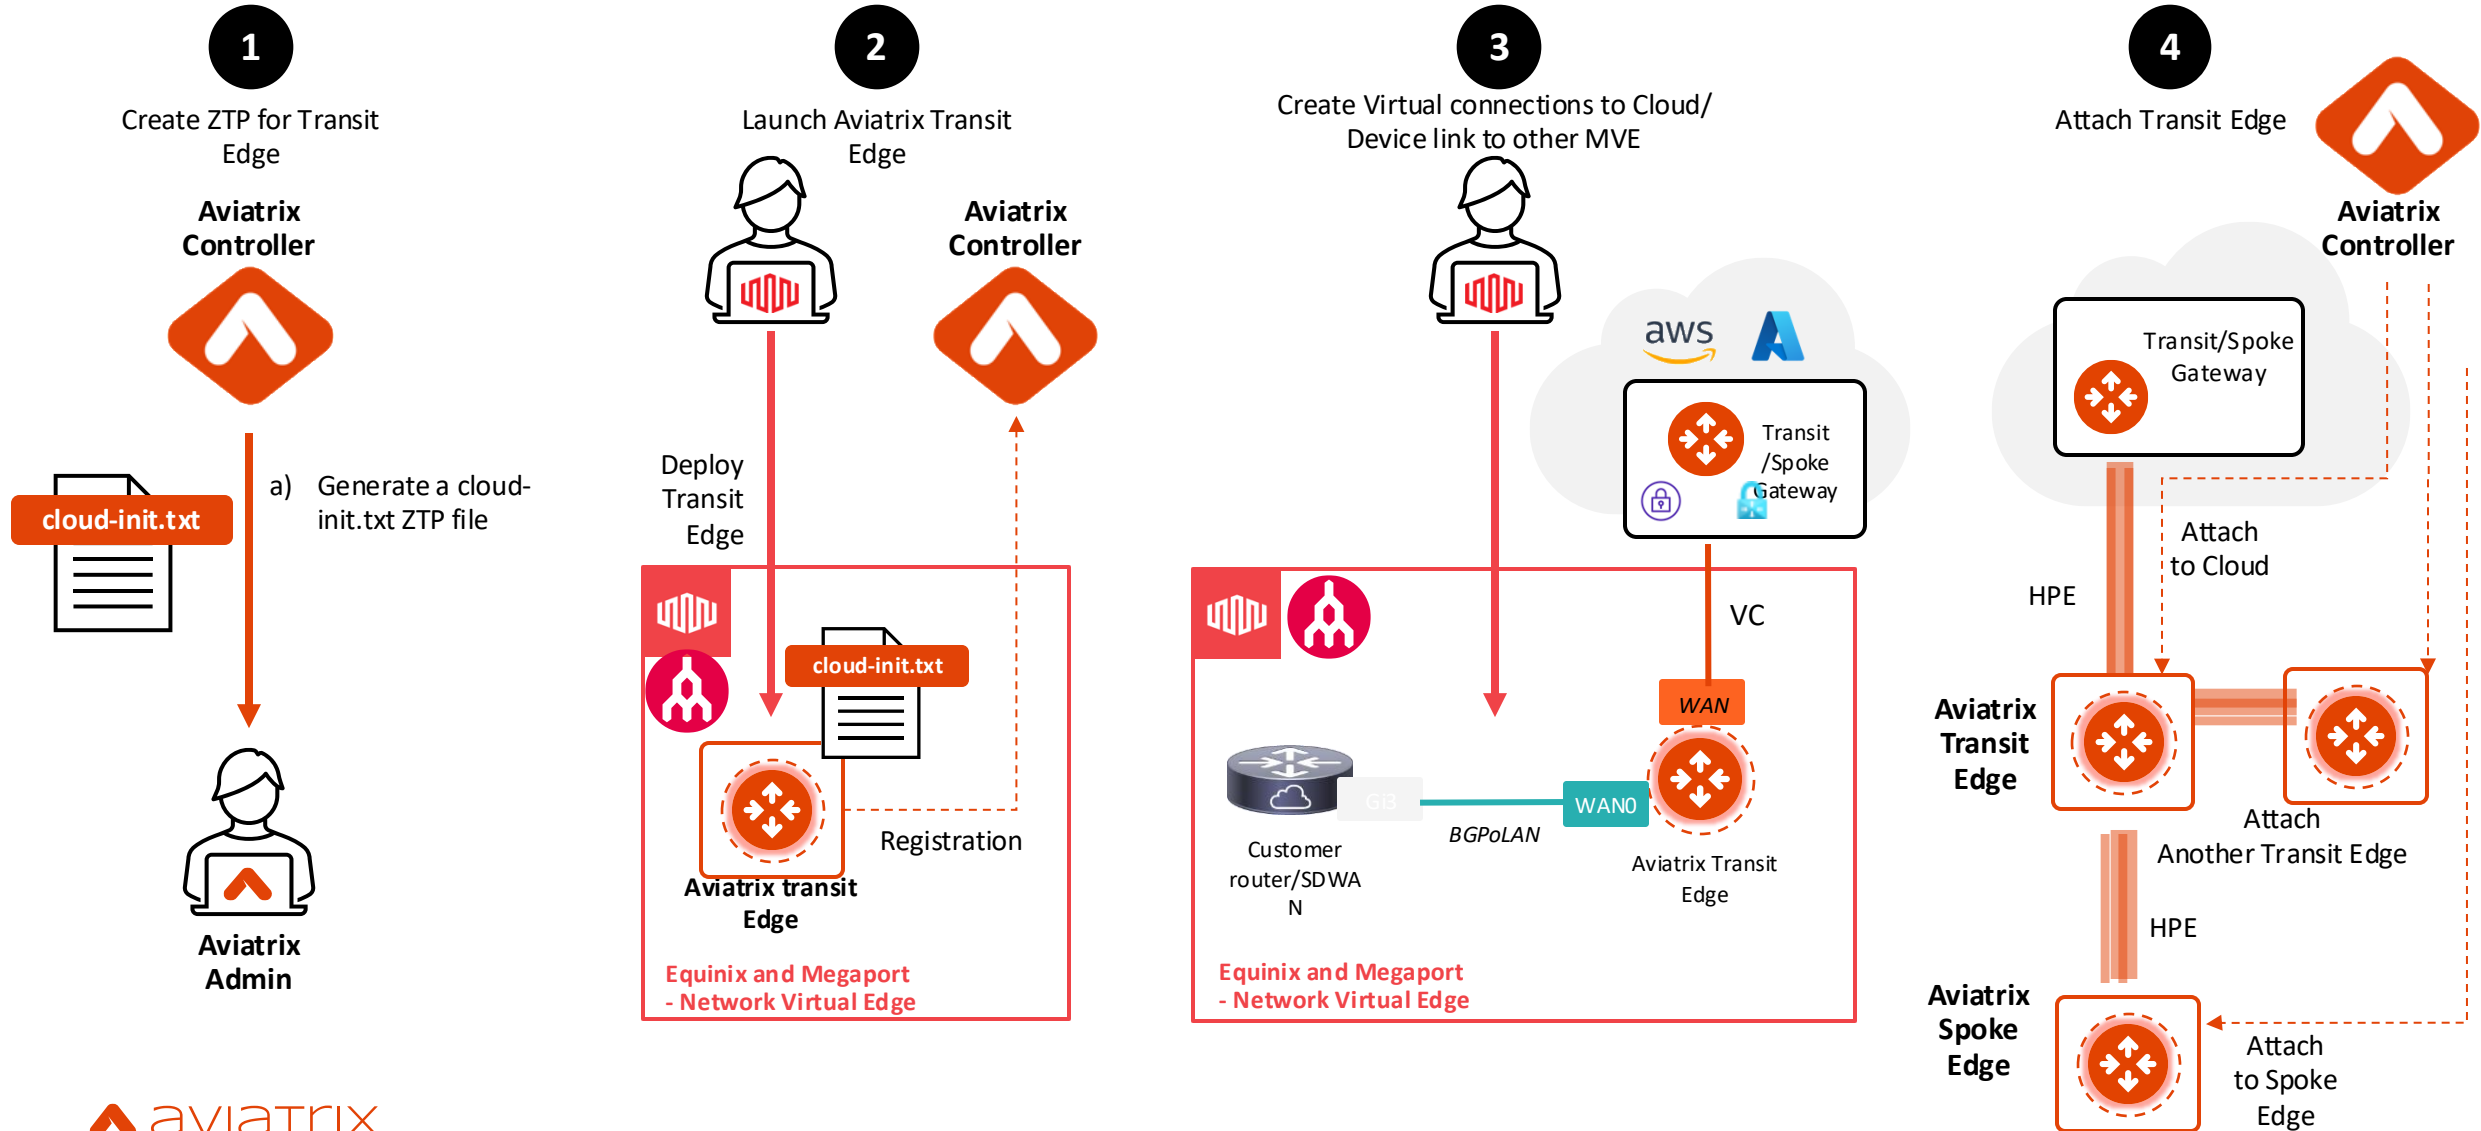 1
Create ZTP for Transit
Edge
Aviatrix
Controller
a) Generate a cloud-
init.txt ZTP file
cloud-init.txt
Aviatrix
Admin
aviatrix
2
Launch Aviatrix Transit
Edge
Aviatrix
Controller
Deploy
Transit
Edge
cloud-init.txt
Registration
Aviatrix transit
Edge
Equinix and Megaport
- Network Virtual Edge
3
Create Virtual connections to Cloud/
Device link to other MVE
aws
Transit
/Spoke
Gateway
VC
WAN
Gi3
WAN0
BGPoLAN
Customer
router/SDWA
N
Aviatrix Transit
Edge
Equinix and Megaport
- Network Virtual Edge
4
Attach Transit Edge
Aviatrix
Controller
Transit/Spoke
Gateway
Attach
to Cloud
HPE
Aviatrix
Transit
Edge
Attach
Another Transit Edge
HPE
Aviatrix
Spoke
Edge
Attach
to Spoke
Edge